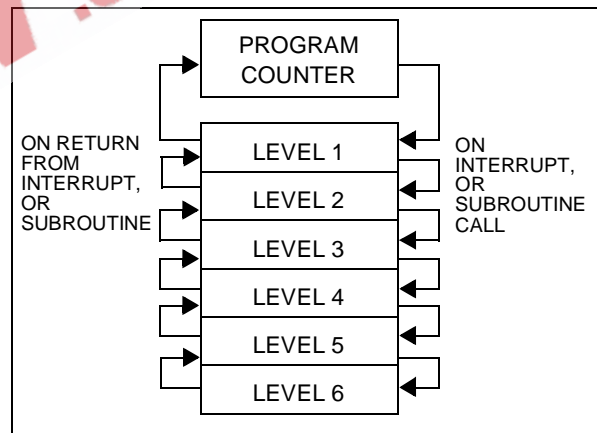 PROGRAM
COUNTER
ON RETURN
FROM
INTERRUPT,
OR
SUBROUTINE
LEVEL 1
LEVEL 2
LEVEL 3
LEVEL 4
LEVEL 5
LEVEL 6
ON
INTERRUPT,
OR
SUBROUTINE
CALL